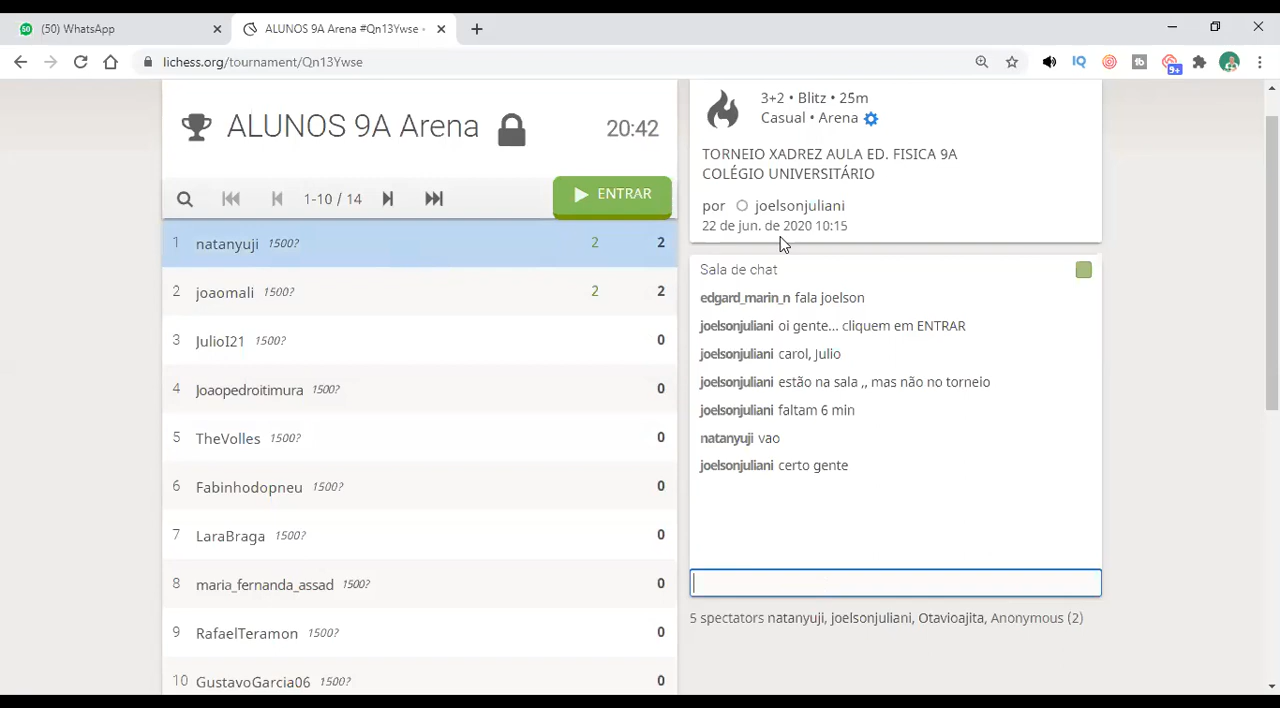 (50) WhatsApp
ALUNOS 9A Arena #Qn13Ywse
lichess.org/tournament/Qn13Ywse
9+
ALUNOS 9A Arena
20:42
1-10 / 14
ENTRAR
1 natanyuji 1500? 2 2
2 joaomali 1500? 2 2
3 JulioI21 1500? 0
4 Joaopedroitimura 1500? 0
5 TheVolles 1500? 0
6 Fabinhodopneu 1500? 0
7 LaraBraga 1500? 0
8 maria_fernanda_assad 1500? 0
9 RafaelTeramon 1500? 0
10 GustavoGarcia06 1500? 0
3+2 • Blitz • 25m
Casual • Arena
TORNEIO XADREZ AULA ED. FISICA 9A
COLÉGIO UNIVERSITÁRIO
por joelsonjuliani
22 de jun. de 2020 10:15
Sala de chat
edgard_marin_n fala joelson
joelsonjuliani oi gente... cliquem em ENTRAR
joelsonjuliani carol, Julio
joelsonjuliani estão na sala ,, mas não no torneio
joelsonjuliani faltam 6 min
natanyuji vao
joelsonjuliani certo gente
5 spectators natanyuji, joelsonjuliani, Otavioajita, Anonymous (2)